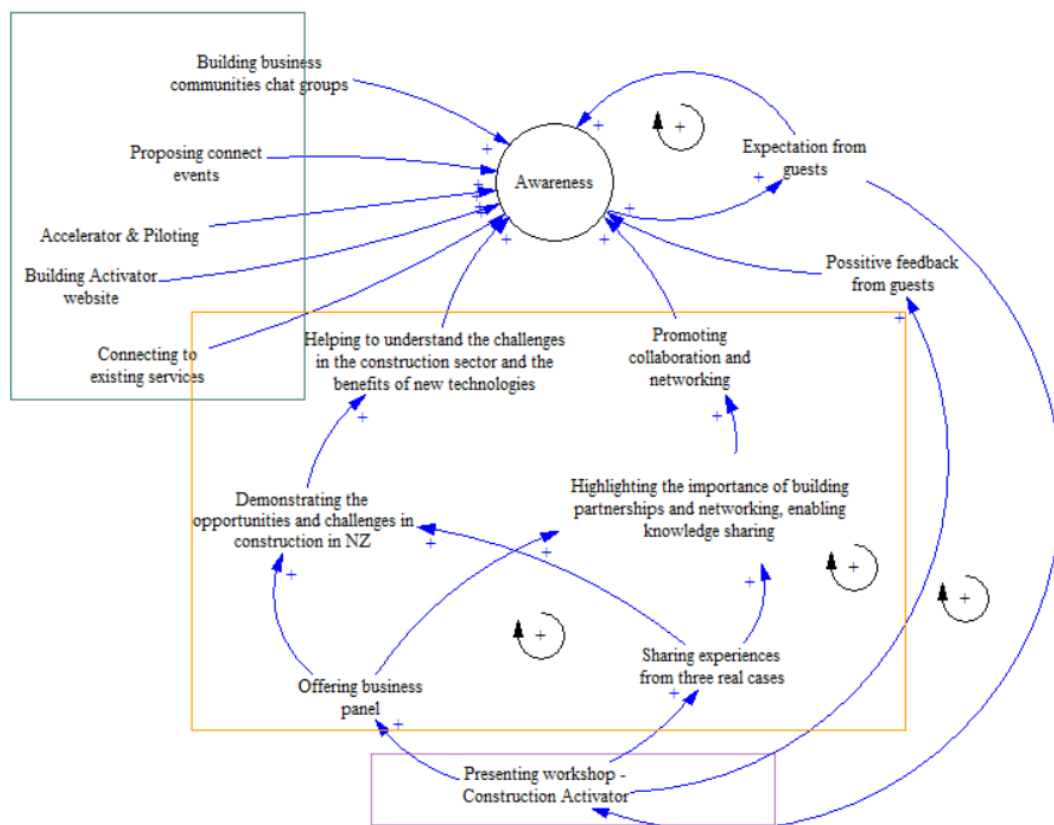 Building business
communities chat groups
Proposing connect
events
Accelerator & Piloting
Building Activator
website
Connecting to
existing services
Awareness
Expectation from
guests
Possitive feedback
from guests
Helping to understand the challenges
in the construction sector and the
benefits of new technologies
Promoting
collaboration and
networking
Demonstrating the
opportunities and challenges in
construction in NZ
Highlighting the importance of building
partnerships and networking, enabling
knowledge sharing
Offering business
panel
Sharing experiences
from three real cases
Presenting workshop -
Construction Activator